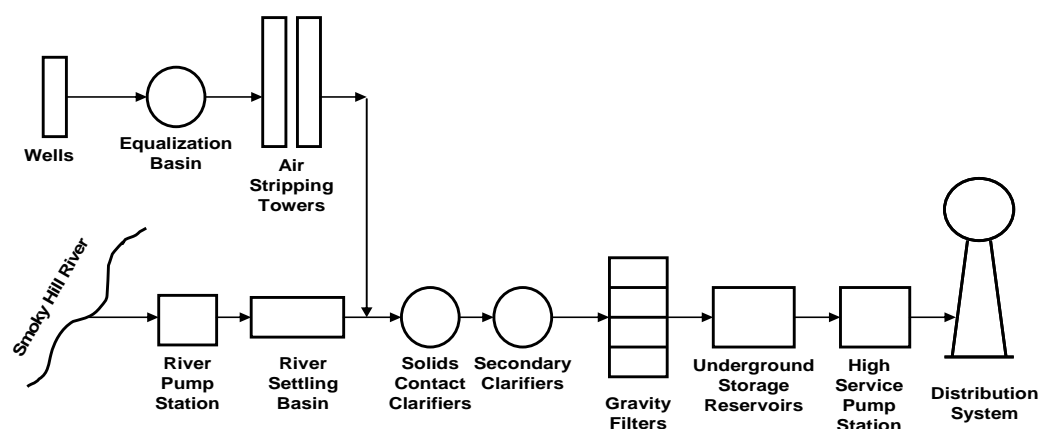 Wells
Equalization
Basin
Air
Stripping
Towers
Smoky Hill River
River
Pump
Station
River
Settling
Basin
Solids
Contact
Clarifiers
Secondary
Clarifiers
Gravity
Filters
Underground
Storage
Reservoirs
High
Service
Pump
Station
Distribution
System